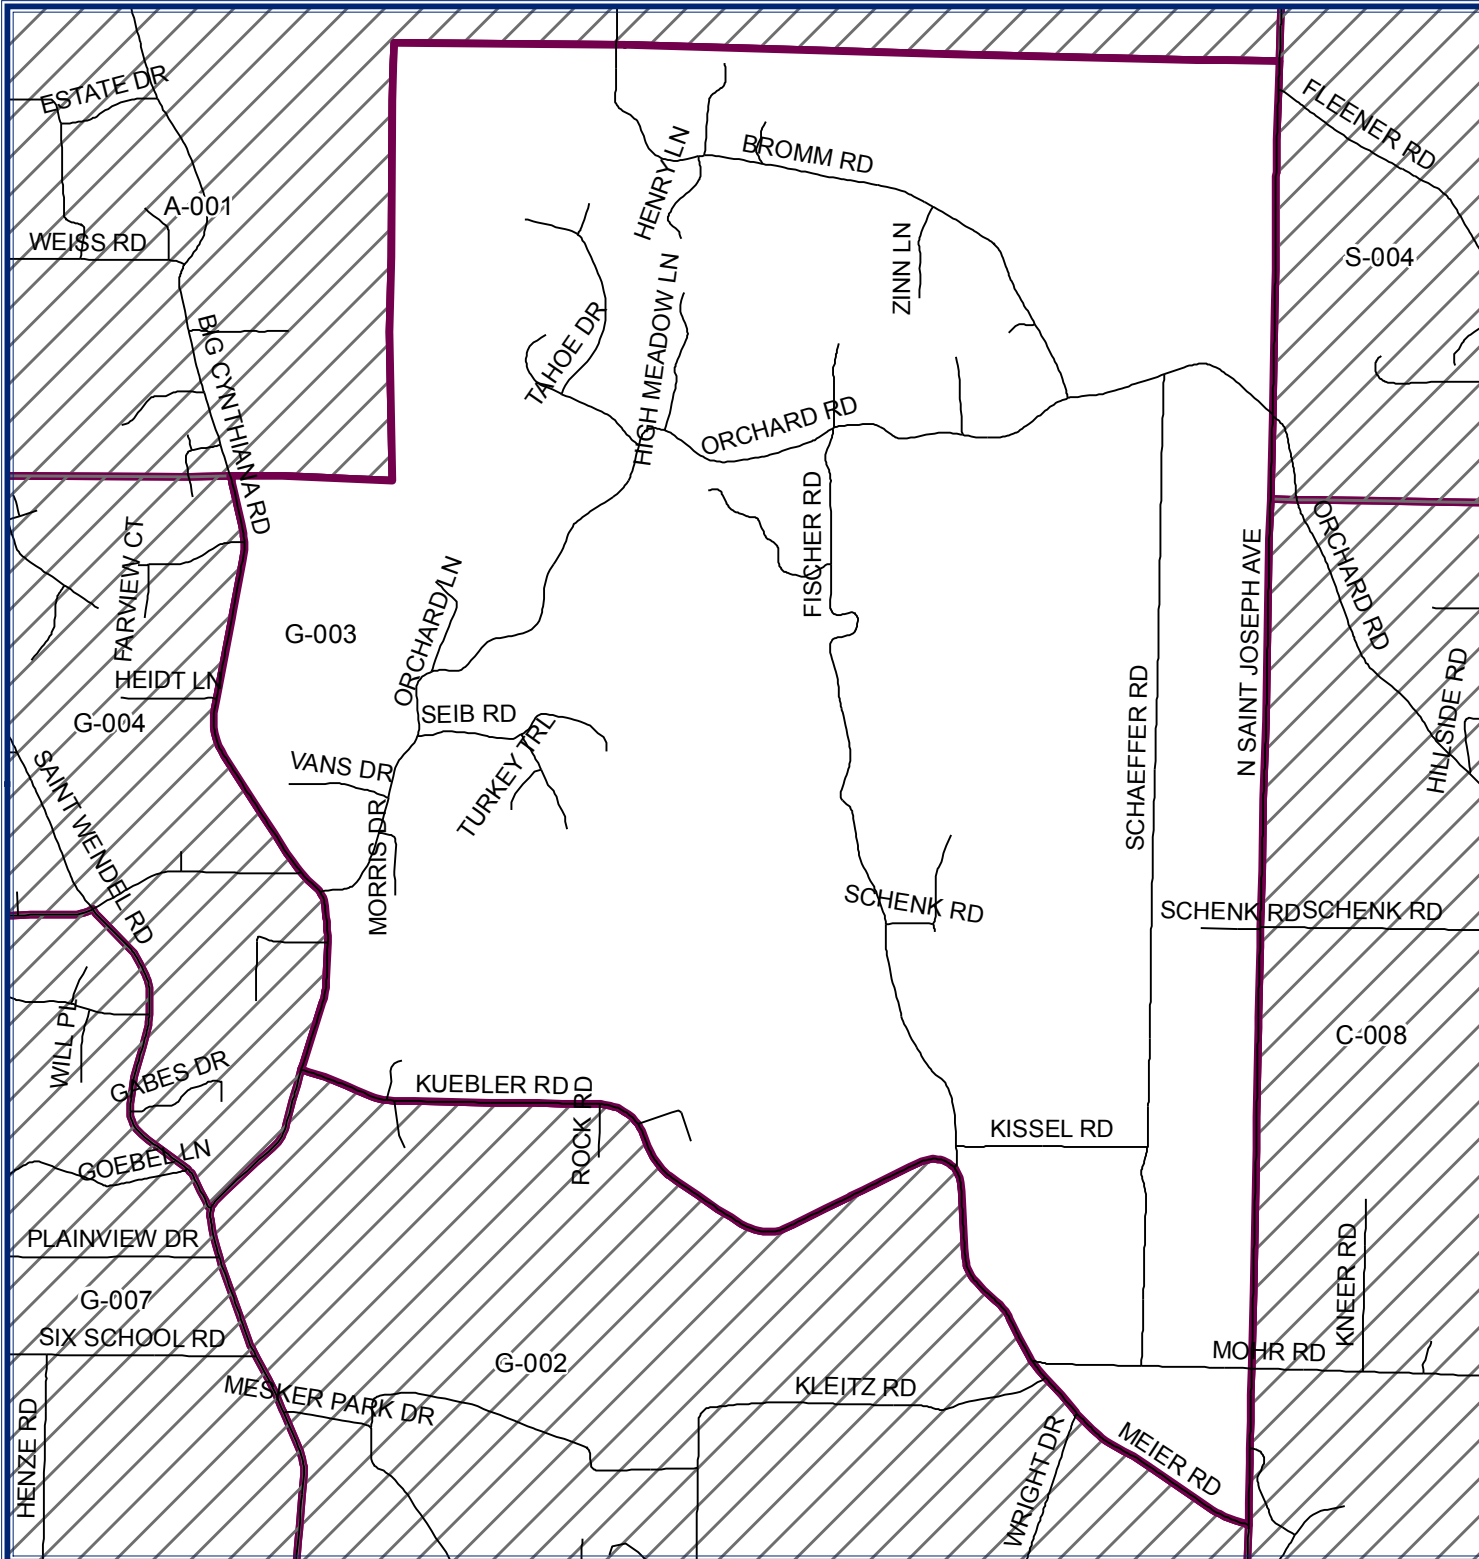 ESTATE DR
FLEENER RD
BROMM RD
HENRY LN
A-001
WEISS RD
ZINN LN
S-004
BIG CYNTHIANA RD
TAHOE DR
HIGH MEADOW LN
ORCHARD RD
FISCHER RD
ORCHARD RD
N SAINT JOSEPH AVE
FARVIEW CT
ORCHARD LN
G-003
HEIDT LN
G-004
SEIB RD
HILLSIDE RD
SCHAEFFER RD
VANS DR
TURKEY TRL
SAINT WENDEL RD
MORRIS DR
SCHENK RD
SCHENK RD
SCHENK RD
WILL PL
C-008
GABES DR
KUEBLER RD
ROCK RD
KISSEL RD
GOEBEL LN
PLAINVIEW DR
KNEER RD
G-007
SIX SCHOOL RD
MOHR RD
G-002
MESKER PARK DR
KLEITZ RD
HENZE RD
WRIGHT DR
MEIER RD